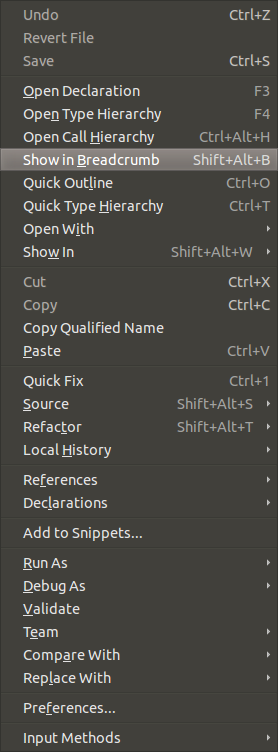 Undo Ctrl+Z
Revert File
Save Ctrl+S
Open Declaration F3
Open Type Hierarchy F4
Open Call Hierarchy Ctrl+Alt+H
Show in Breadcrumb Shift+Alt+B
Quick Outline Ctrl+O
Quick Type Hierarchy Ctrl+T
Open With
Show In Shift+Alt+W
Cut Ctrl+X
Copy Ctrl+C
Copy Qualified Name
Paste Ctrl+V
Quick Fix Ctrl+1
Source Shift+Alt+S
Refactor Shift+Alt+T
Local History
References
Declarations
Add to Snippets...
Run As
Debug As
Validate
Team
Compare With
Replace With
Preferences...
Input Methods